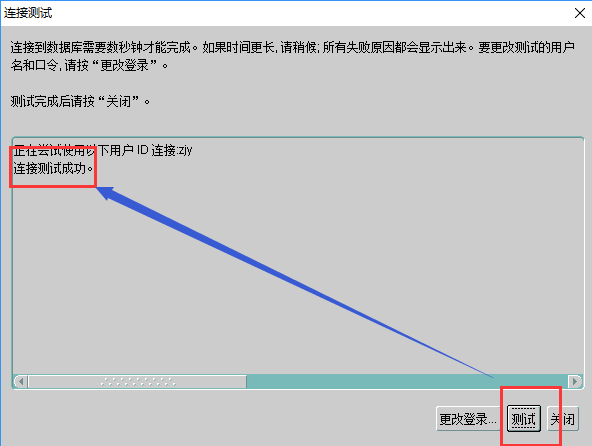 连接测试
连接到数据库需要数秒钟才能完成。如果时间更长, 请稍候; 所有失败原因都会显示出来。要更改测试的用户
名和口令, 请按“更改登录”。
测试完成后请按“关闭”。
正在尝试使用以下用户 ID 连接:zjy
连接测试成功。
更改登录... 测试 关闭